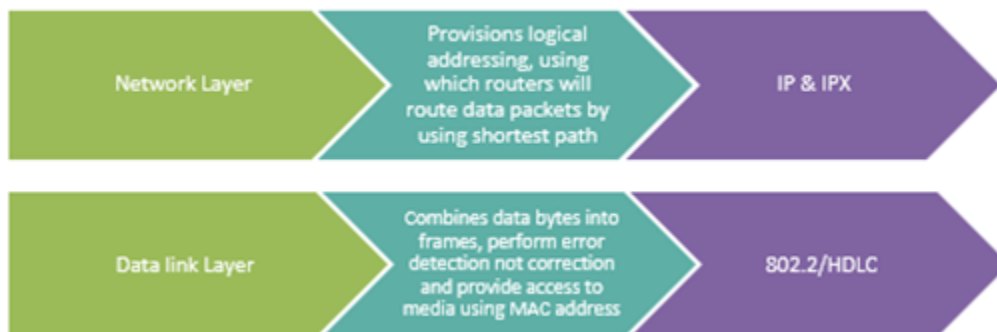 Network Layer
Provisions logical
addressing, using
which routers will
route data packets by
using shortest path
IP & IPX
Data link Layer
Combines data bytes into
frames, perform error
detection not correction
and provide access to
media using MAC address
802.2/HDLC